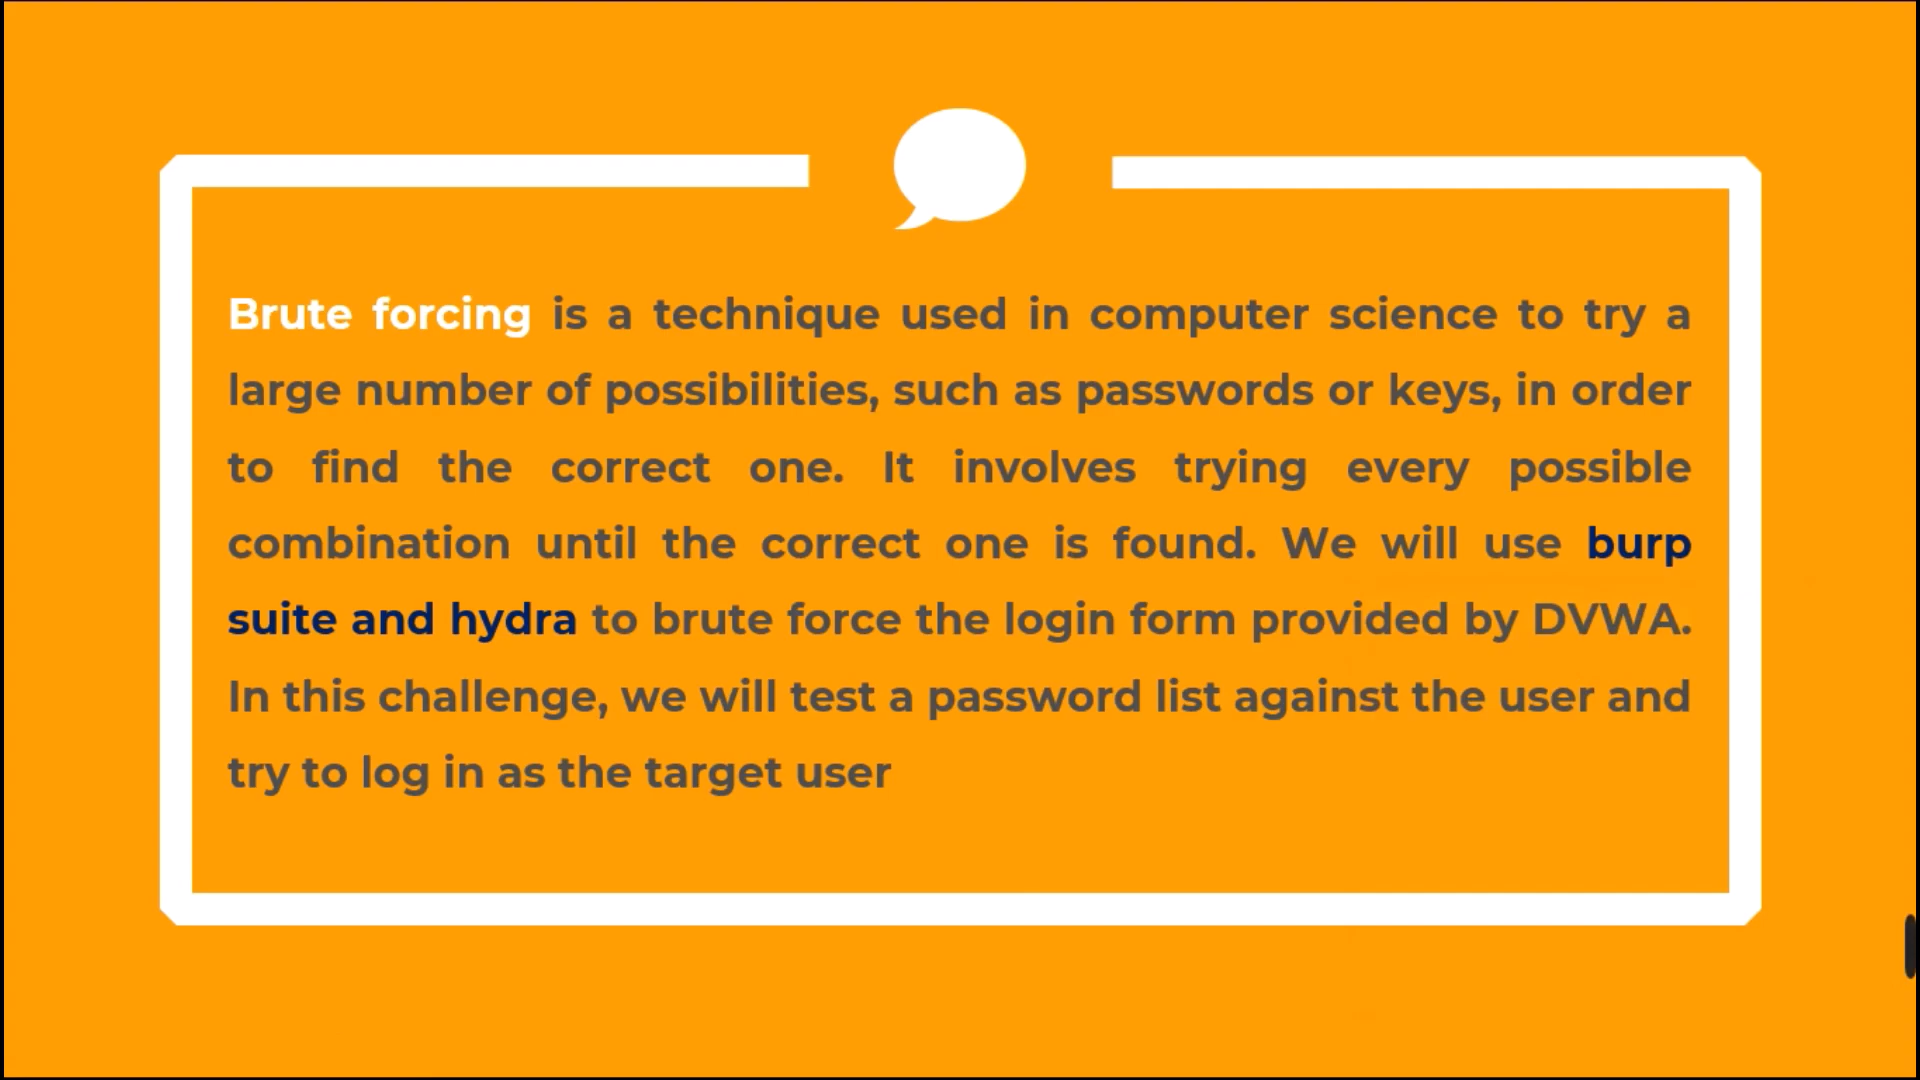 Brute forcing is a technique used in computer science to try a
large number of possibilities, such as passwords or keys, in order
to find the correct one. It involves trying every possible
combination until the correct one is found. We will use burp
suite and hydra to brute force the login form provided by DVWA.
In this challenge, we will test a password list against the user and
try to log in as the target user